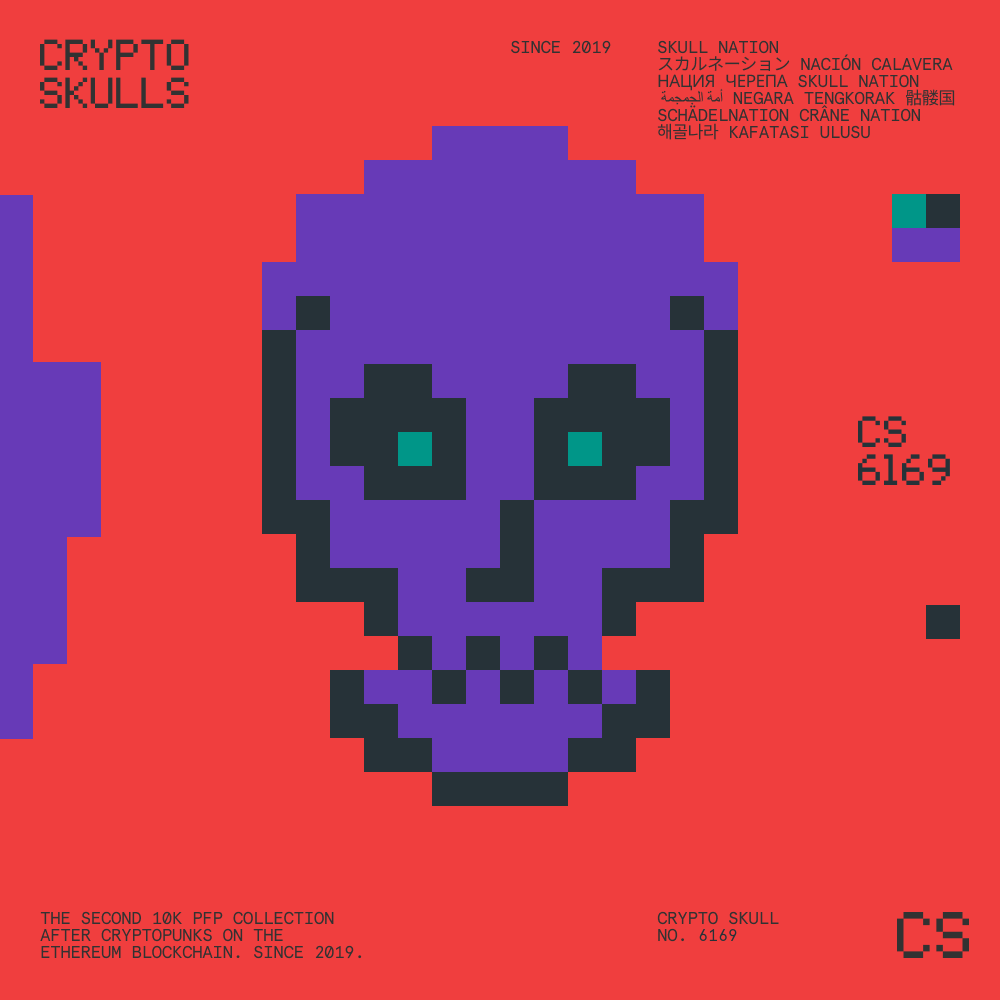 CRYPTO
SKULLS
SINCE 2019
SKULL NATION
スカルネーション NACIÓN CALAVERA
НАЦИЯ ЧЕРЕПА SKULL NATION
أمة الجمجمة NEGARA TENGKORAK 骷髅国
SCHÄDELNATION CRÂNE NATION
해골나라 KAFATASI ULUSU
CS
6169
THE SECOND 10K PFP COLLECTION
AFTER CRYPTOPUNKS ON THE
ETHEREUM BLOCKCHAIN. SINCE 2019.
CRYPTO SKULL
NO. 6169
CS